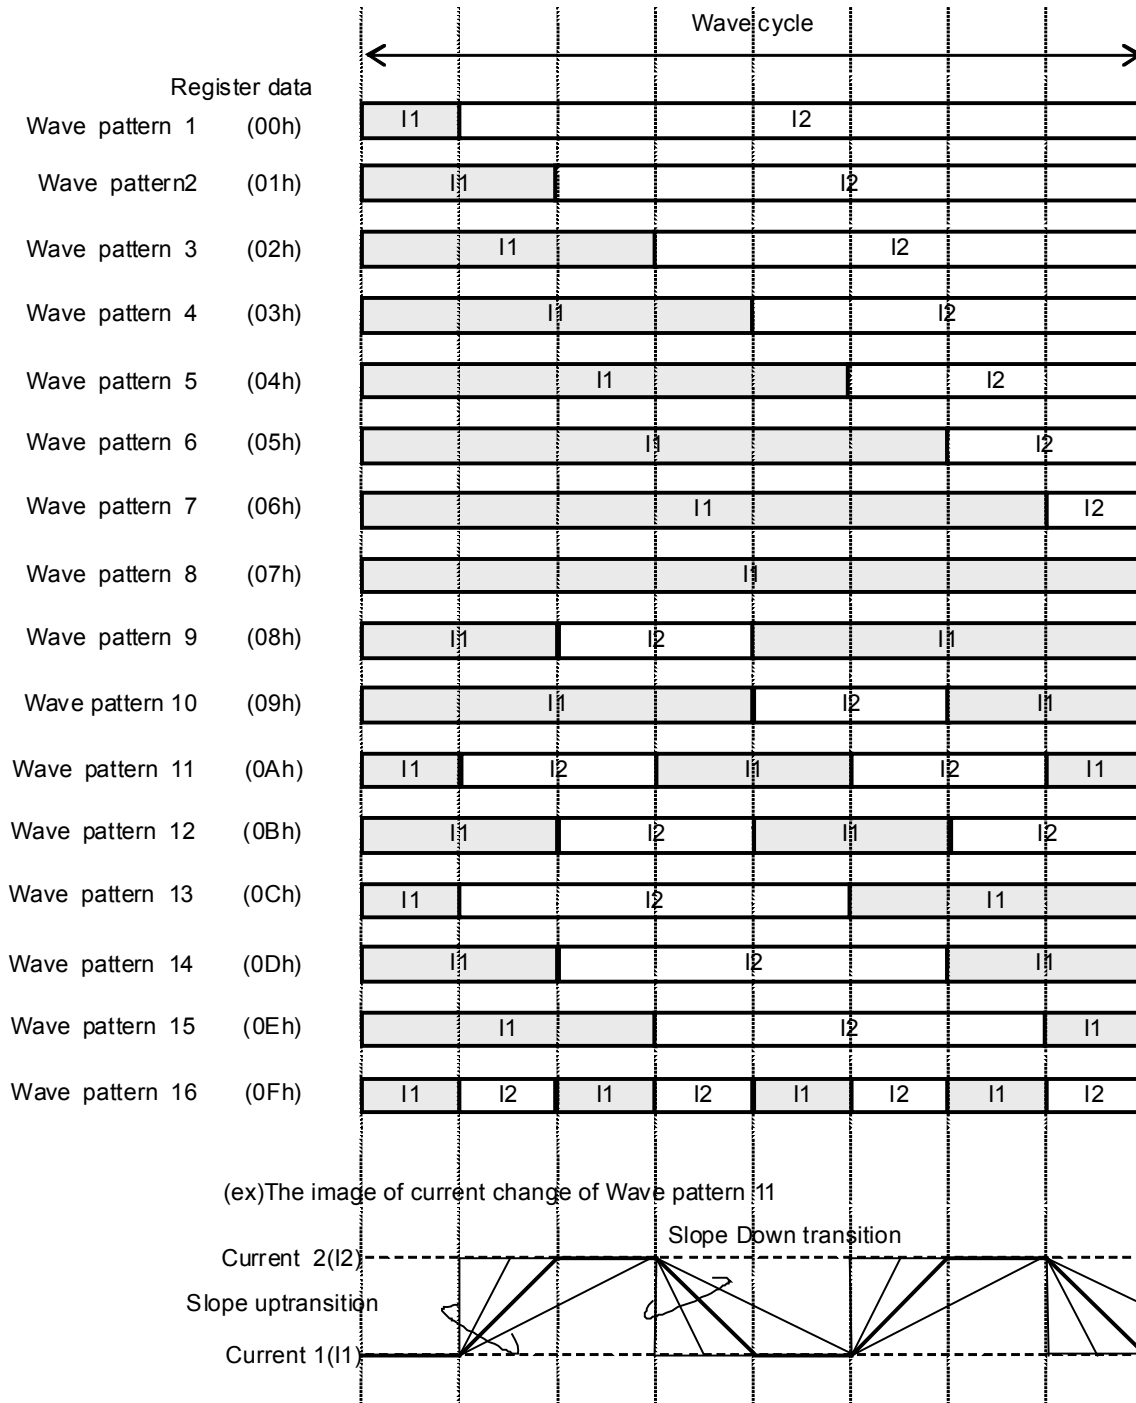 Wave cycle
Register data
Wave pattern 1 (00h) I1 I2
Wave pattern2 (01h) I1 I2
Wave pattern 3 (02h) I1 I2
Wave pattern 4 (03h) I1 I2
Wave pattern 5 (04h) I1 I2
Wave pattern 6 (05h) I1 I2
Wave pattern 7 (06h) I1 I2
Wave pattern 8 (07h) I1
Wave pattern 9 (08h) I1 I2 I1
Wave pattern 10 (09h) I1 I2 I1
Wave pattern 11 (0Ah) I1 I2 I1 I2 I1
Wave pattern 12 (0Bh) I1 I2 I1 I2
Wave pattern 13 (0Ch) I1 I2 I1
Wave pattern 14 (0Dh) I1 I2 I1
Wave pattern 15 (0Eh) I1 I2 I1
Wave pattern 16 (0Fh) I1 I2 I1 I2 I1 I2 I1 I2
(ex)The image of current change of Wave pattern 11
Slope Down transition
Current 2(I2)
Slope uptransition
Current 1(I1)